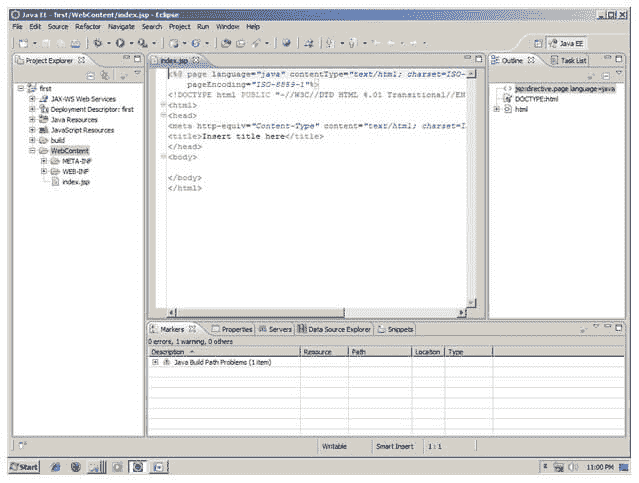 Java EE - first/WebContent/index.jsp - Eclipse
File Edit Source Refactor Navigate Search Project Run Window Help
Java EE
Project Explorer
first
JAX-WS Web Services
Deployment Descriptor: first
Java Resources
JavaScript Resources
build
WebContent
META-INF
WEB-INF
index.jsp
index.jsp
<%@ page language="java" contentType="text/html; charset=ISO-
pageEncoding="ISO-8859-1"%>
<!DOCTYPE html PUBLIC "-//W3C//DTD HTML 4.01 Transitional//EN
<html>
<head>
<meta http-equiv="Content-Type" content="text/html; charset=I
<title>Insert title here</title>
</head>
<body>
</body>
</html>
Outline Task List
jsp:directive.page language=java
DOCTYPE:html
html
Markers Properties Servers Data Source Explorer Snippets
0 errors, 1 warning, 0 others
Description Resource Path Location Type
Java Build Path Problems (1 item)
Writable Smart Insert 1 : 1
Start 11:00 PM